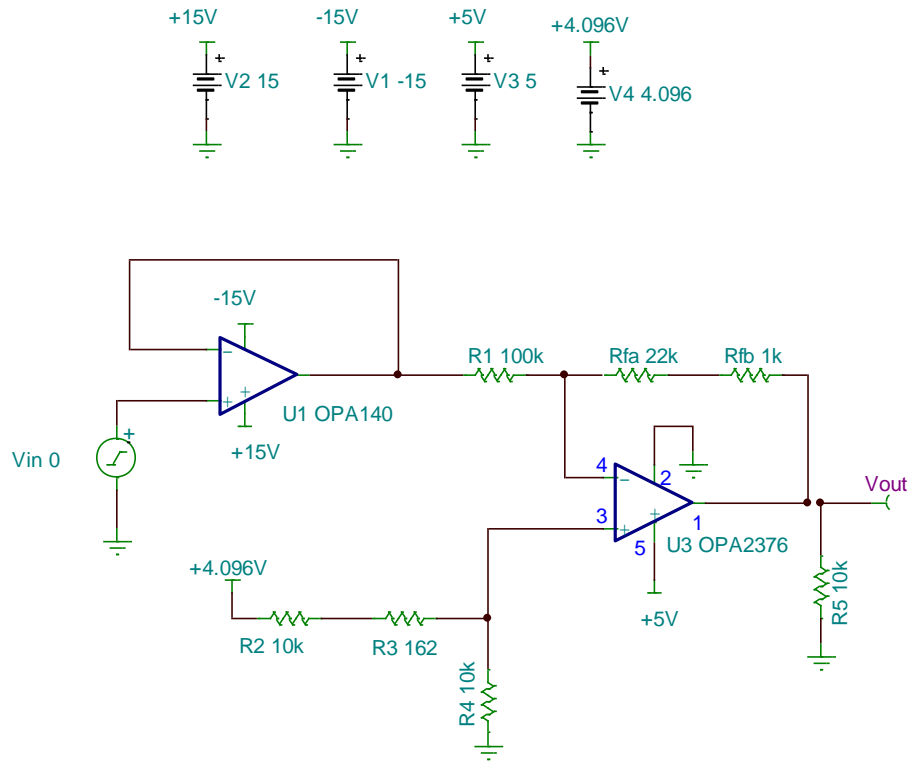 +15V
-15V
+5V
+4.096V
+
V2 15
+
V1 -15
+
V3 5
+
V4 4.096
-15V
R1 100k
Rfa 22k
Rfb 1k
−
+
+
U1 OPA140
+15V
+
Vin 0
4
−
2
3
+
+
5
1
U3 OPA2376
Vout
+4.096V
+5V
R2 10k
R3 162
R4 10k
R5 10k